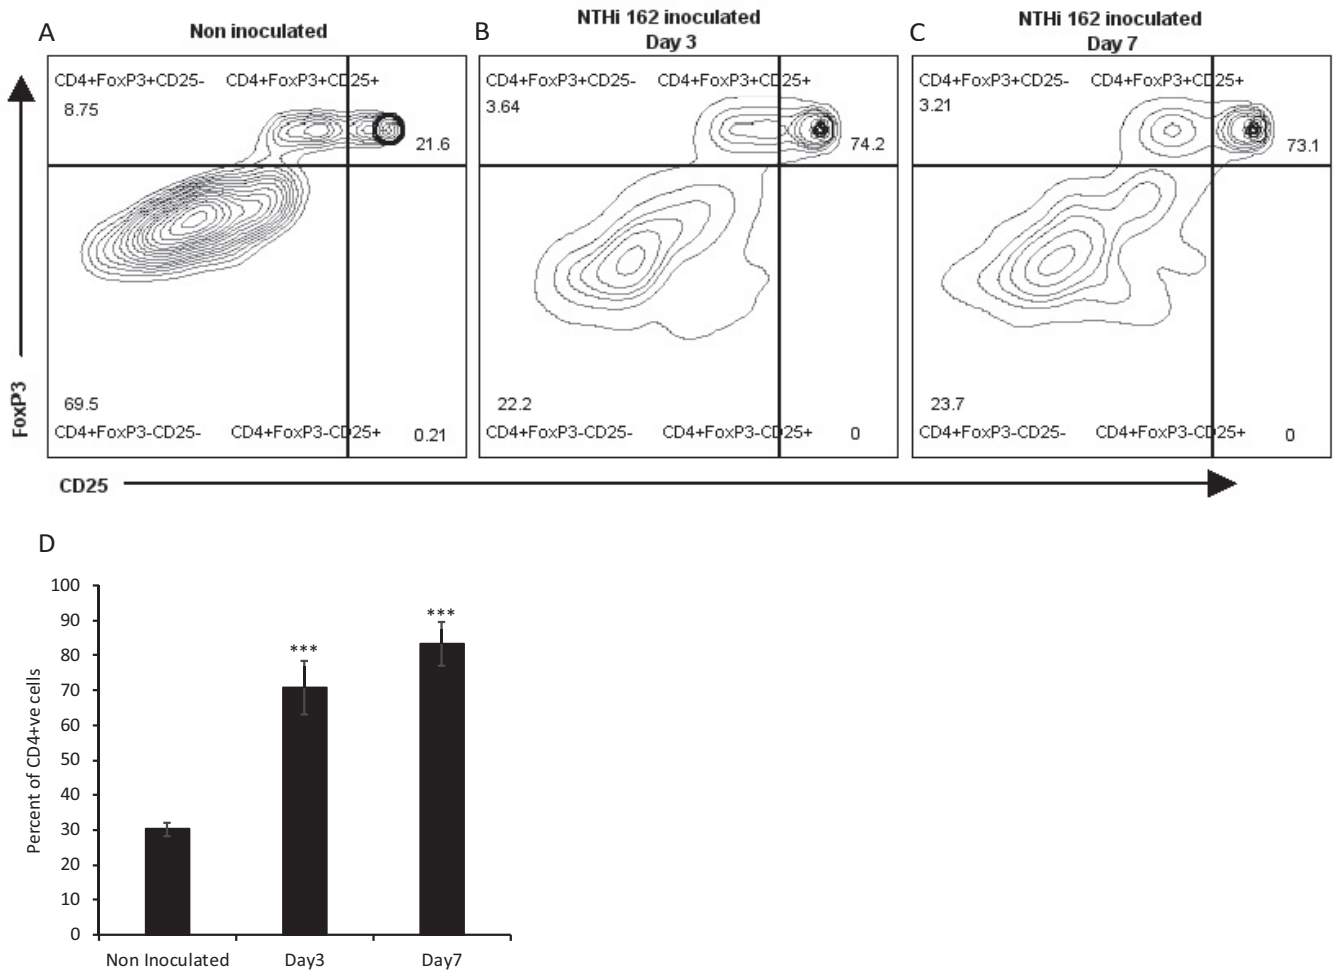 A
Non inoculated
B
NTHi 162 inoculated
Day 3
C
NTHi 162 inoculated
Day 7
CD4+FoxP3+CD25- CD4+FoxP3+CD25+
8.75
21.6
69.5
CD4+FoxP3-CD25- CD4+FoxP3-CD25+ 0.21
CD4+FoxP3+CD25- CD4+FoxP3+CD25+
3.64
74.2
22.2
CD4+FoxP3-CD25- CD4+FoxP3-CD25+ 0
CD4+FoxP3+CD25- CD4+FoxP3+CD25+
3.21
73.1
23.7
CD4+FoxP3-CD25- CD4+FoxP3-CD25+ 0
FoxP3
CD25
D
Percent of CD4+ve cells
100
90
80
70
60
50
40
30
20
10
0
***
***
Non Inoculated Day3 Day7